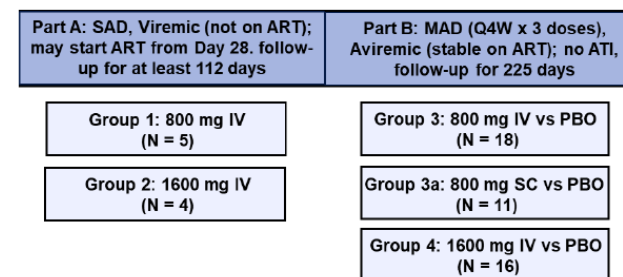 Part A: SAD, Viremic (not on ART);
may start ART from Day 28. follow-
up for at least 112 days
Part B: MAD (Q4W x 3 doses),
Aviremic (stable on ART); no ATI,
follow-up for 225 days
Group 1: 800 mg IV
(N = 5)
Group 2: 1600 mg IV
(N = 4)
Group 3: 800 mg IV vs PBO
(N = 18)
Group 3a: 800 mg SC vs PBO
(N = 11)
Group 4: 1600 mg IV vs PBO
(N = 16)